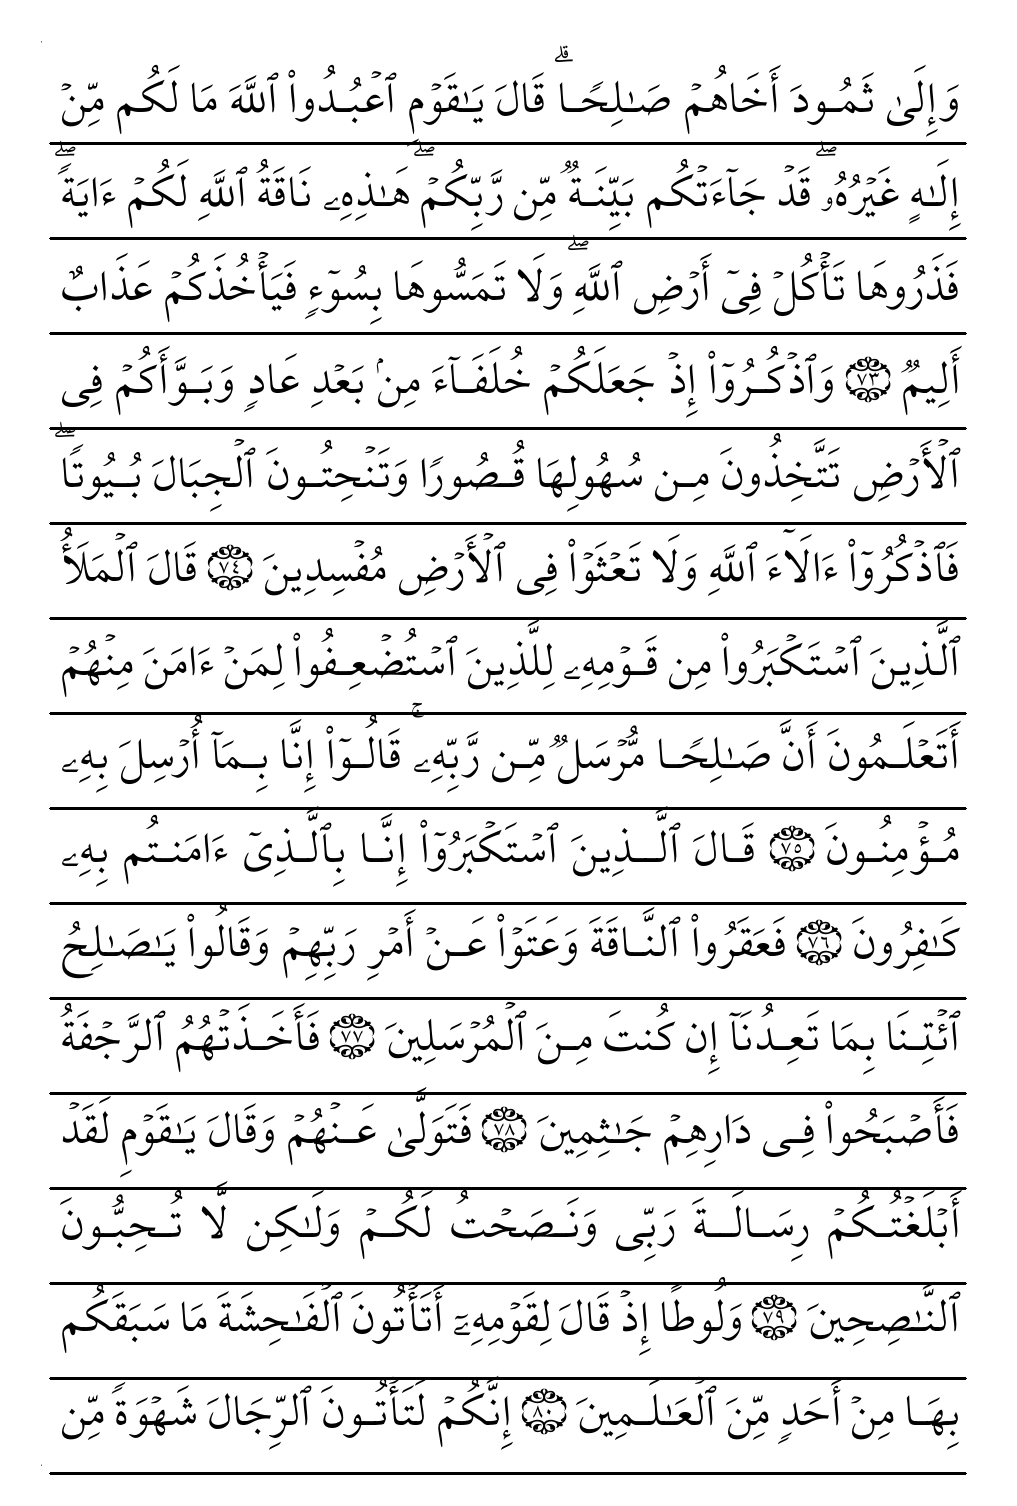 وَإِلَىٰ ثَمُودَ أَخَاهُمۡ صَٰلِحٗاۚ قَالَ يَٰقَوۡمِ ٱعۡبُدُواْ ٱللَّهَ مَا لَكُم مِّنۡ
إِلَٰهٍ غَيۡرُهُۥۖ قَدۡ جَآءَتۡكُم بَيِّنَةٞ مِّن رَّبِّكُمۡۖ هَٰذِهِۦ نَاقَةُ ٱللَّهِ لَكُمۡ ءَايَةٗۖ
فَذَرُوهَا تَأۡكُلۡ فِيٓ أَرۡضِ ٱللَّهِۖ وَلَا تَمَسُّوهَا بِسُوٓءٖ فَيَأۡخُذَكُمۡ عَذَابٌ
أَلِيمٞ ٧٣ وَٱذۡكُرُوٓاْ إِذۡ جَعَلَكُمۡ خُلَفَآءَ مِنۢ بَعۡدِ عَادٖ وَبَوَّأَكُمۡ فِي
ٱلۡأَرۡضِ تَتَّخِذُونَ مِن سُهُولِهَا قُصُورٗا وَتَنۡحِتُونَ ٱلۡجِبَالَ بُيُوتٗاۖ
فَٱذۡكُرُوٓاْ ءَالَآءَ ٱللَّهِ وَلَا تَعۡثَوۡاْ فِي ٱلۡأَرۡضِ مُفۡسِدِينَ ٧٤ قَالَ ٱلۡمَلَأُ
ٱلَّذِينَ ٱسۡتَكۡبَرُواْ مِن قَوۡمِهِۦ لِلَّذِينَ ٱسۡتُضۡعِفُواْ لِمَنۡ ءَامَنَ مِنۡهُمۡ
أَتَعۡلَمُونَ أَنَّ صَٰلِحٗا مُّرۡسَلٞ مِّن رَّبِّهِۦۚ قَالُوٓاْ إِنَّا بِمَآ أُرۡسِلَ بِهِۦ
مُؤۡمِنُونَ ٧٥ قَالَ ٱلَّذِينَ ٱسۡتَكۡبَرُوٓاْ إِنَّا بِٱلَّذِيٓ ءَامَنتُم بِهِۦ
كَٰفِرُونَ ٧٦ فَعَقَرُواْ ٱلنَّاقَةَ وَعَتَوۡاْ عَنۡ أَمۡرِ رَبِّهِمۡ وَقَالُواْ يَٰصَٰلِحُ
ٱئۡتِنَا بِمَا تَعِدُنَآ إِن كُنتَ مِنَ ٱلۡمُرۡسَلِينَ ٧٧ فَأَخَذَتۡهُمُ ٱلرَّجۡفَةُ
فَأَصۡبَحُواْ فِي دَارِهِمۡ جَٰثِمِينَ ٧٨ فَتَوَلَّىٰ عَنۡهُمۡ وَقَالَ يَٰقَوۡمِ لَقَدۡ
أَبۡلَغۡتُكُمۡ رِسَالَةَ رَبِّي وَنَصَحۡتُ لَكُمۡ وَلَٰكِن لَّا تُحِبُّونَ
ٱلنَّٰصِحِينَ ٧٩ وَلُوطًا إِذۡ قَالَ لِقَوۡمِهِۦٓ أَتَأۡتُونَ ٱلۡفَٰحِشَةَ مَا سَبَقَكُم
بِهَا مِنۡ أَحَدٖ مِّنَ ٱلۡعَٰلَمِينَ ٨٠ إِنَّكُمۡ لَتَأۡتُونَ ٱلرِّجَالَ شَهۡوَةٗ مِّن